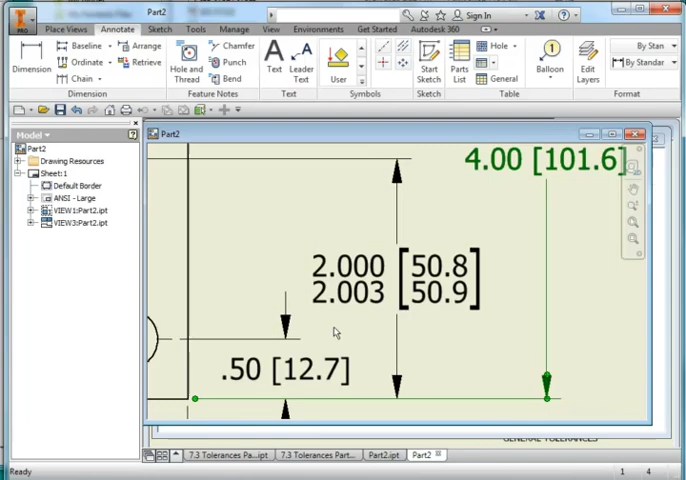 Part2
Sign In
PRO
Place Views Annotate Sketch Tools Manage View Environments Get Started Autodesk 360
Dimension
Baseline
Ordinate
Chain
Arrange
Retrieve
Dimension
Hole and
Thread
Chamfer
Punch
Bend
Feature Notes
Text
Leader
Text
Text
User
Symbols
Start
Sketch
Sketch
Parts
List
Hole
General
Table
Balloon
Edit
Layers
By Stan
By Standar
Format
Model
Part2
Drawing Resources
Sheet:1
Default Border
ANSI - Large
VIEW1:Part2.ipt
VIEW3:Part2.ipt
Part2
4.00 [101.6]
2.000 [50.8]
2.003 [50.9]
.50 [12.7]
GENERAL TOLERANCES
7.3 Tolerances Pa...ipt 7.3 Tolerances Part...ipt Part2.ipt Part2
Ready
1 4